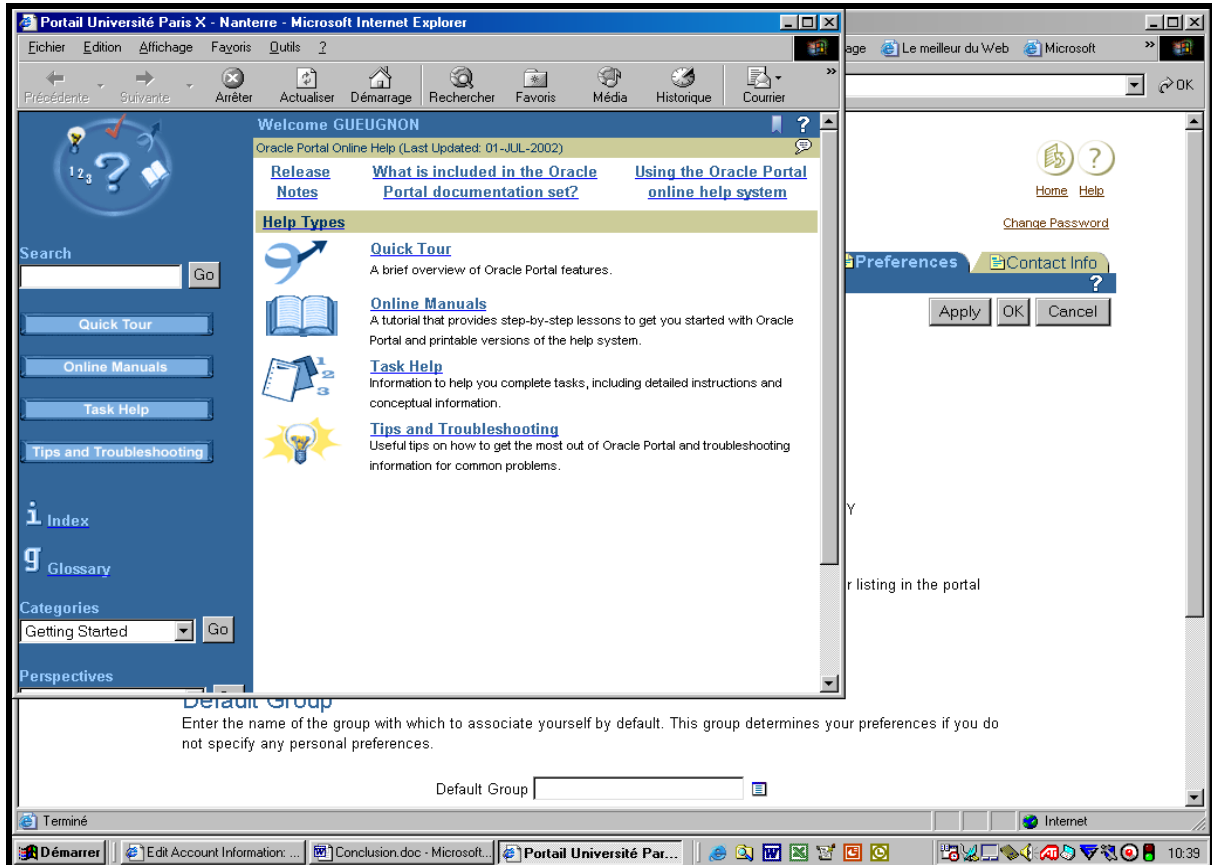 Portail Université Paris X - Nanterre - Microsoft Internet Explorer
Fichier Edition Affichage Favoris Outils ?
age Le meilleur du Web Microsoft »
Précédente Suivante Arrêter Actualiser Démarrage Rechercher Favoris Média Historique Courrier »
OK
Welcome GUEUGNON ?
Oracle Portal Online Help (Last Updated: 01-JUL-2002)
1 2 3 ?
Release Notes
What is included in the Oracle Portal documentation set?
Using the Oracle Portal online help system
Help Types
Search
Go
Quick Tour
Online Manuals
Task Help
Tips and Troubleshooting
i Index
g Glossary
Categories
Getting Started Go
Perspectives
Quick Tour
A brief overview of Oracle Portal features.
Online Manuals
A tutorial that provides step-by-step lessons to get you started with Oracle
Portal and printable versions of the help system.
1 2 3
Task Help
Information to help you complete tasks, including detailed instructions and
conceptual information.
Tips and Troubleshooting
Useful tips on how to get the most out of Oracle Portal and troubleshooting
information for common problems.
?
Home Help
Change Password
Preferences Contact Info
?
Apply OK Cancel
Y
r listing in the portal
Default Group
Enter the name of the group with which to associate yourself by default. This group determines your preferences if you do
not specify any personal preferences.
Default Group
Terminé Internet
Démarrer Edit Account Information: ... Conclusion.doc - Microsoft... Portail Université Par... 10:39